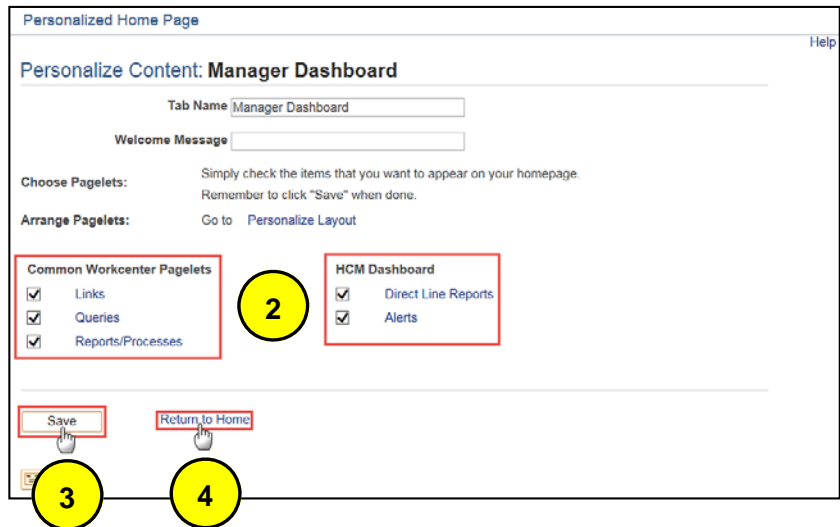 Personalized Home Page
Help
Personalize Content: Manager Dashboard
Tab Name Manager Dashboard
Welcome Message
Choose Pagelets: Simply check the items that you want to appear on your homepage.
Remember to click "Save" when done.
Arrange Pagelets: Go to Personalize Layout
Common Workcenter Pagelets HCM Dashboard
Links Direct Line Reports
Queries 2 Alerts
Reports/Processes
Save Return to Home
3 4